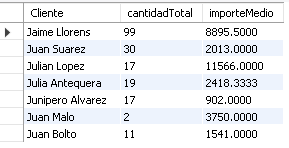 Cliente cantidadTotal importeMedio
Jaime Llorens 99 8895.5000
Juan Suarez 30 2013.0000
Julian Lopez 17 11566.0000
Julia Antequera 19 2418.3333
Junipero Alvarez 17 902.0000
Juan Malo 2 3750.0000
Juan Bolto 11 1541.0000